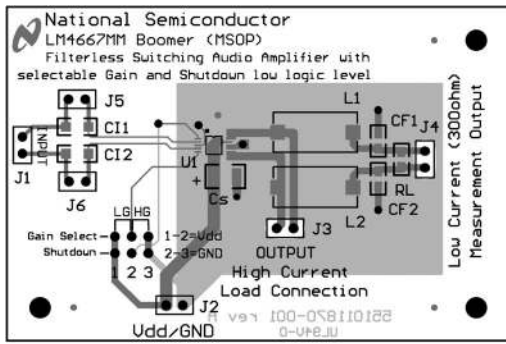 National Semiconductor
LM4667MM Boomer (MSOP)
Filterless Switching Audio Amplifier with
selectable Gain and Shutdown low logic level
J5
L1
CF1
J4
CI1
INPUT
CI2
U1
J1
+
Cs
RL
J6
L2
CF2
LG HG
J3
Gain Select
1-2=Vdd
OUTPUT
Shutdown
2-3=GND
1 2 3
High Current
Load Connection
J2
Vdd/GND
551011870-001 rev A
UL94V-0
Low Current (300ohm)
Measurement Output